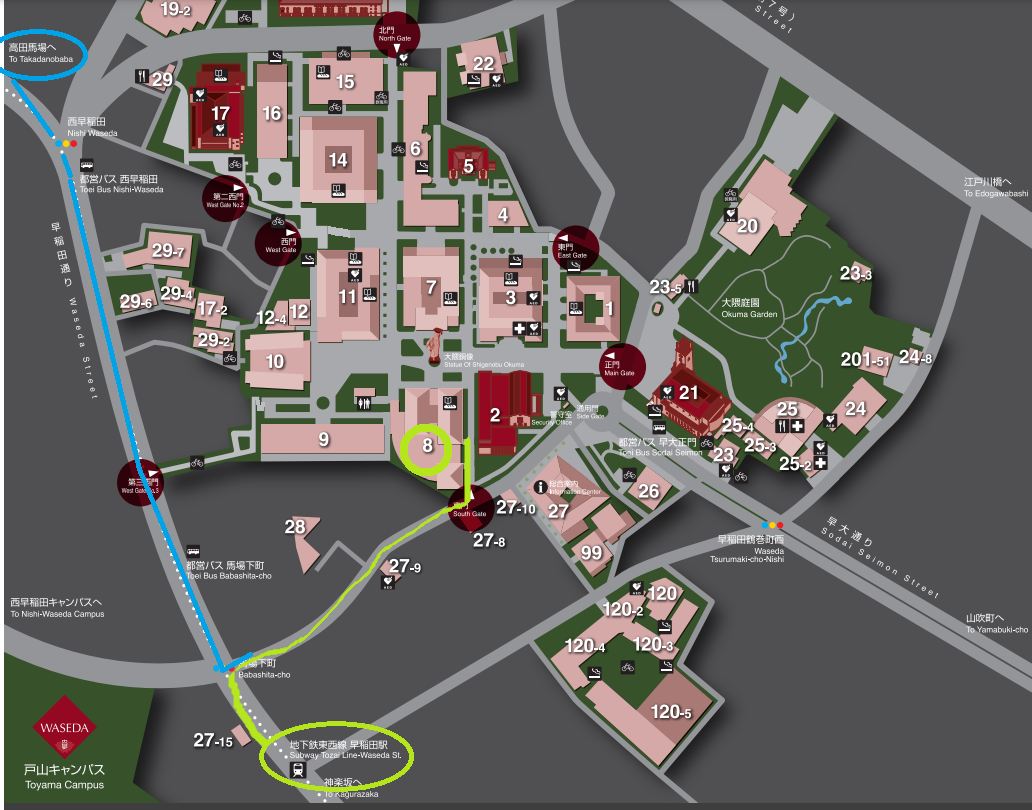 19-2
北門
North Gate
7号)
Street
高田馬場へ
To Takadanobaba
29
17
16
15
22
西早稲田
Nishi Waseda
都営バス 西早稲田
Toei Bus Nishi-Waseda
14
6
5
4
20
江戸川橋へ
To Edogawabashi
第二西門
West Gate No.2
西門
West Gate
東門
East Gate
早稲田通り Waseda Street
29-7
29-6
29-4
17-2
29-2
12-4
12
11
7
3
1
23-5
23-3
大隈庭園
Okuma Garden
10
大隈銅像
Statue Of Shigenobu Okuma
正門
Main Gate
201-51
24-8
9
8
2
通用門
Side Gate
警守室
Security Office
21
25
24
25-4
25-3
25-2
23
都営バス 早大正門
Toei Bus Sodai Seimon
West Gate No.3
South Gate
27-10
27-8
総合案内
Information Center
27
26
99
28
27-9
早稲田鶴巻町西
Waseda
Tsurumaki-cho-Nishi
早大通り
Sodai Seimon Street
都営バス 馬場下町
Toei Bus Babashita-cho
西早稲田キャンパスへ
To Nishi-Waseda Campus
120
120-2
120-3
120-4
120-5
山吹町へ
To Yamabuki-cho
馬場下町
Babashita-cho
WASEDA
戸山キャンパス
Toyama Campus
27-15
地下鉄東西線 早稲田駅
Subway Tozai Line-Waseda St.
神楽坂へ
To Kagurazaka